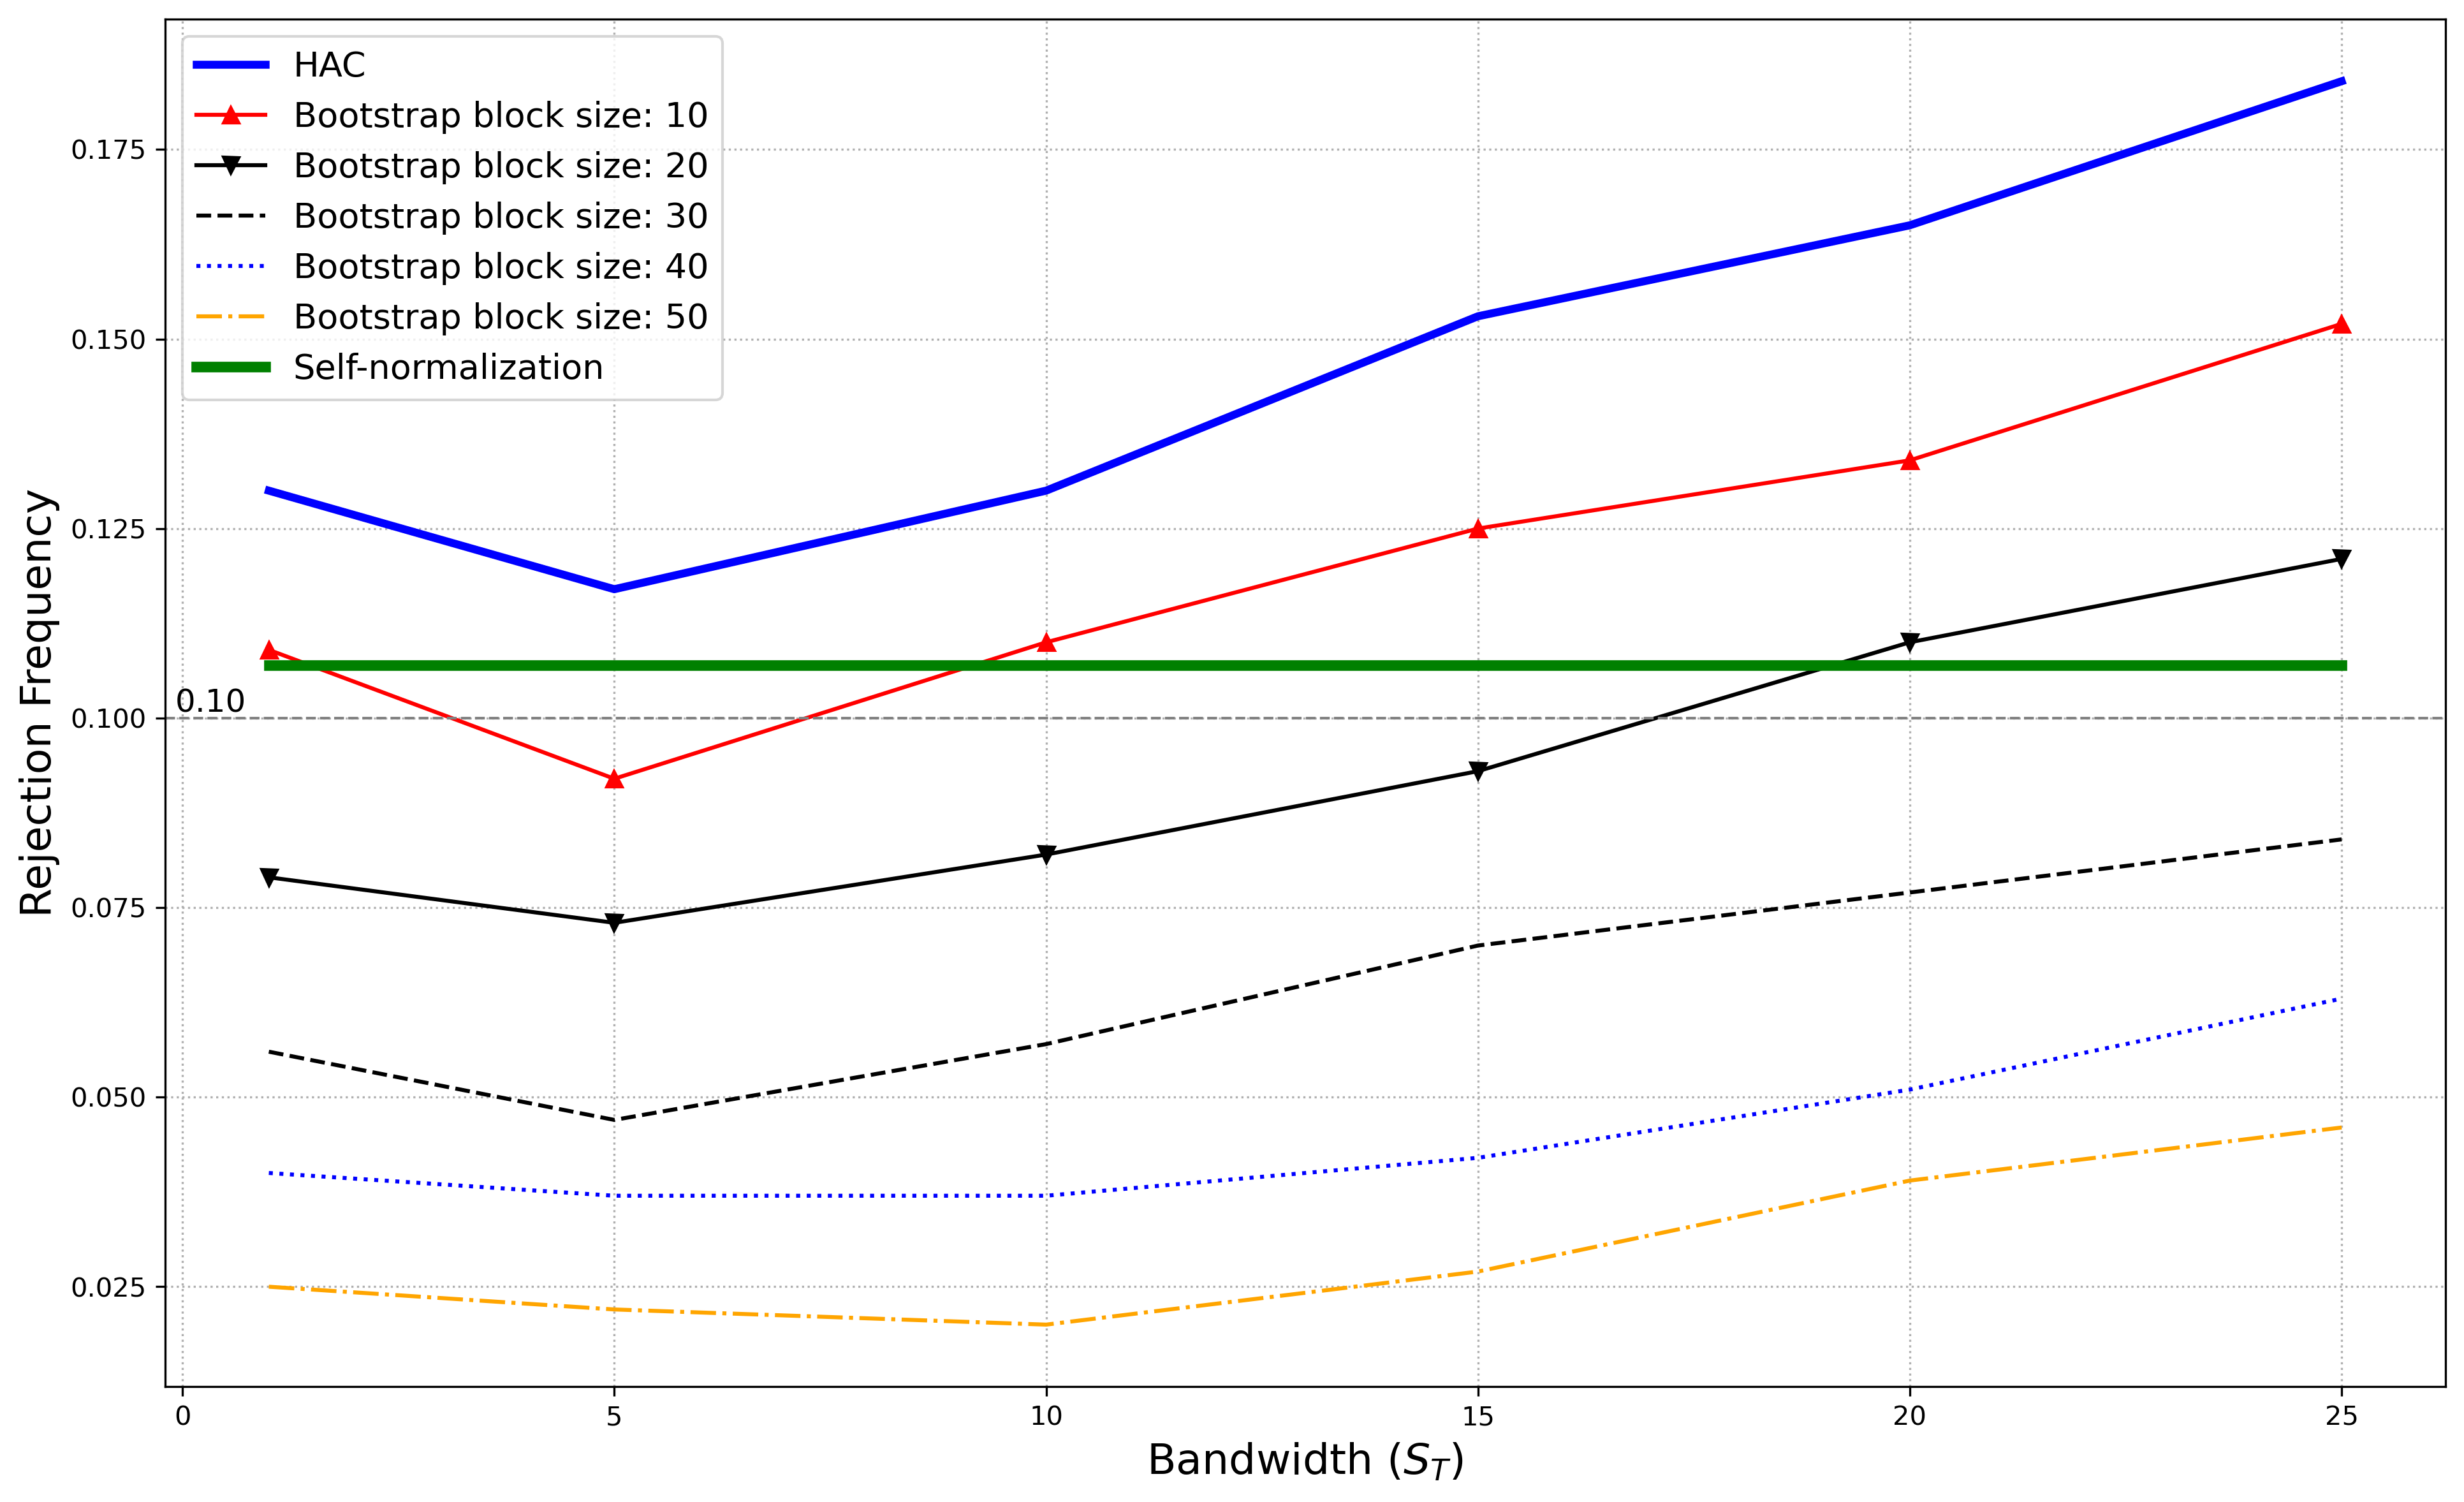 HAC
Bootstrap block size: 10
Bootstrap block size: 20
Bootstrap block size: 30
Bootstrap block size: 40
Bootstrap block size: 50
Self-normalization
Rejection Frequency
0.175
0.150
0.125
0.100
0.075
0.050
0.025
0.10
0 5 10 15 20 25
Bandwidth (S_T)